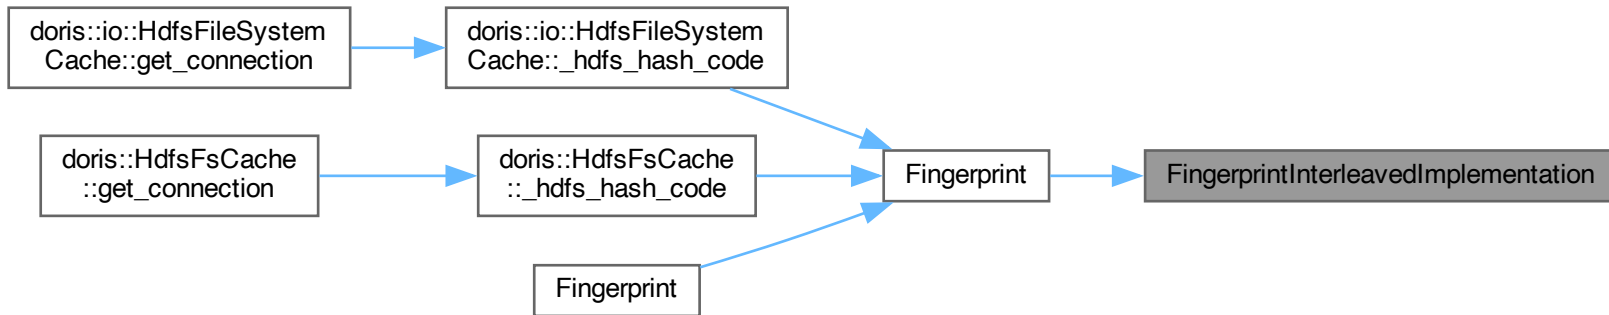 doris::io::HdfsFileSystem
Cache::get_connection
doris::io::HdfsFileSystem
Cache::_hdfs_hash_code
doris::HdfsFsCache
::get_connection
doris::HdfsFsCache
::_hdfs_hash_code
Fingerprint
FingerprintInterleavedImplementation
Fingerprint